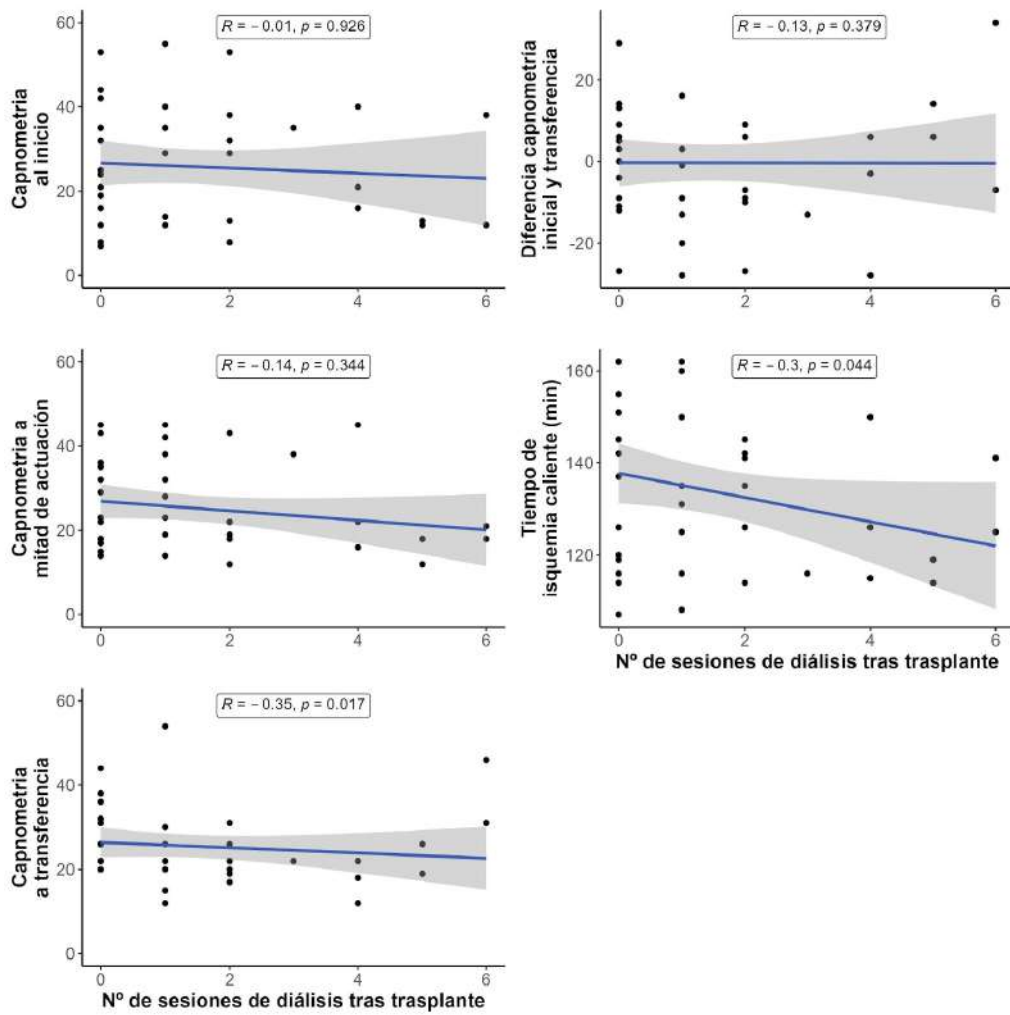 R = − 0.01, p = 0.926
Capnometria
al inicio
60
40
20
0
0
2
4
6
R = − 0.13, p = 0.379
Diferencia capnometría
inicial y transferencia
20
0
-20
0
2
4
6
R = − 0.14, p = 0.344
Capnometria a
mitad de actuación
60
40
20
0
0
2
4
6
R = − 0.3, p = 0.044
Tiempo de
isquemia caliente (min)
160
140
120
0
2
4
6
Nº de sesiones de diálisis tras trasplante
R = − 0.35, p = 0.017
Capnometria
a transferencia
60
40
20
0
0
2
4
6
Nº de sesiones de diálisis tras trasplante